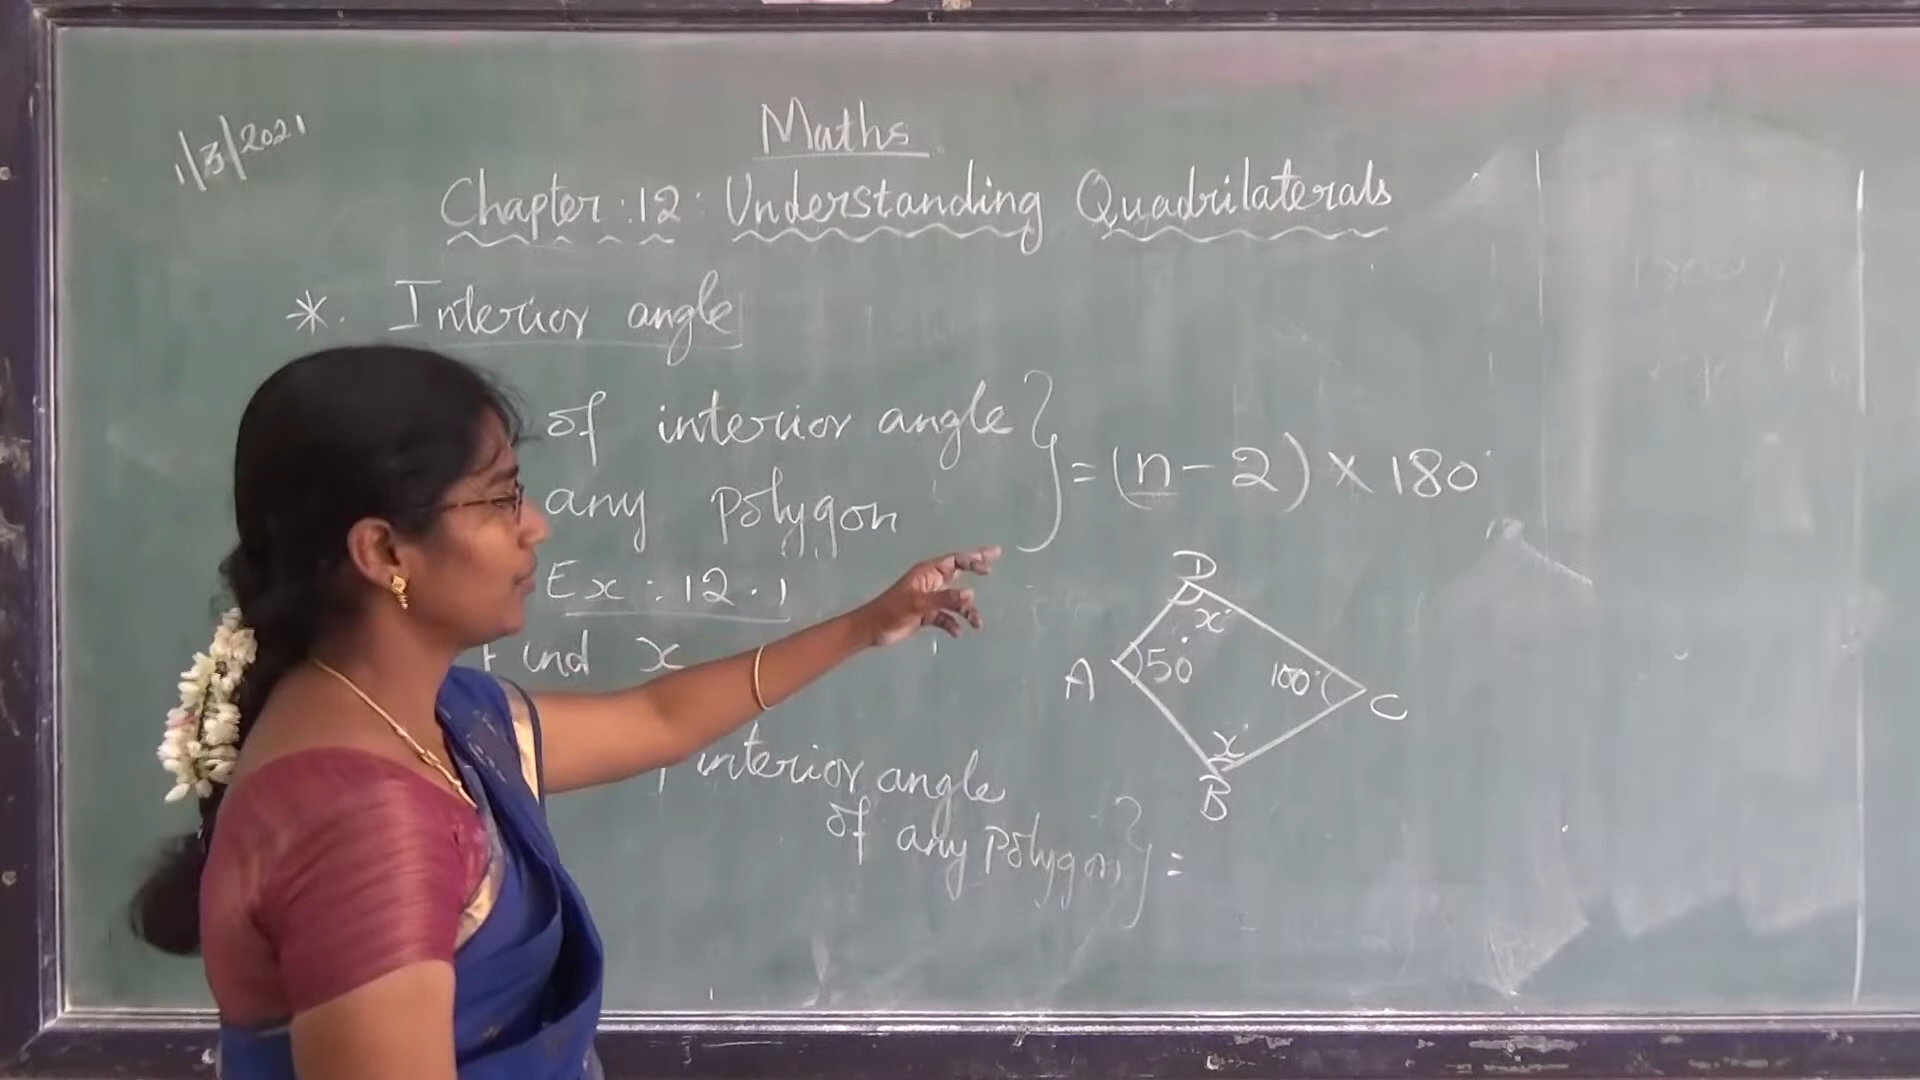 1/3/2021
Maths
Chapter : 12 : Understanding Quadrilaterals
*. Interior angle
of interior angle } = (n - 2) × 180°
any polygon
Ex : 12.1
Find x
D
x°
A 50° 100° C
x°
B
interior angle
of any polygon } =